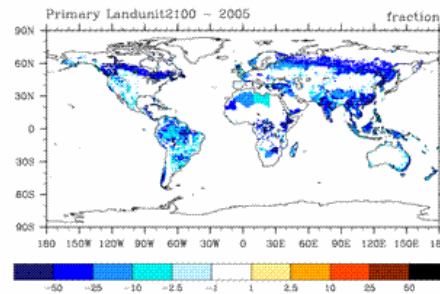 Primary Landunit2100 - 2005 fraction
90N
60N
30N
0
30S
60S
90S
180 150W 120W 90W 60W 30W 0 30E 60E 90E 120E 150E 180
-50 -25 -10 -2.5 -1 1 2.5 10 25 50